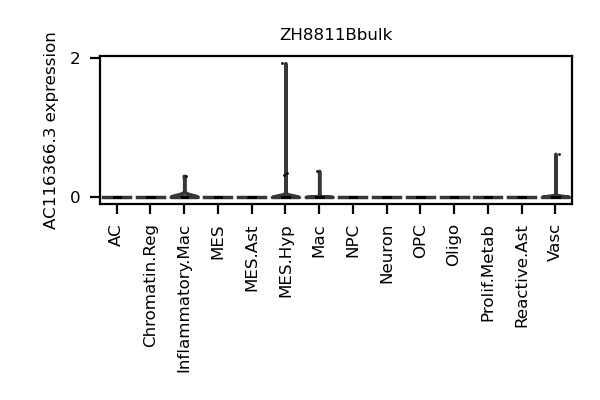 ZH8811Bbulk
AC116366.3 expression
2
0
AC
Chromatin.Reg
Inflammatory.Mac
MES
MES.Ast
MES.Hyp
Mac
NPC
Neuron
OPC
Oligo
Prolif.Metab
Reactive.Ast
Vasc